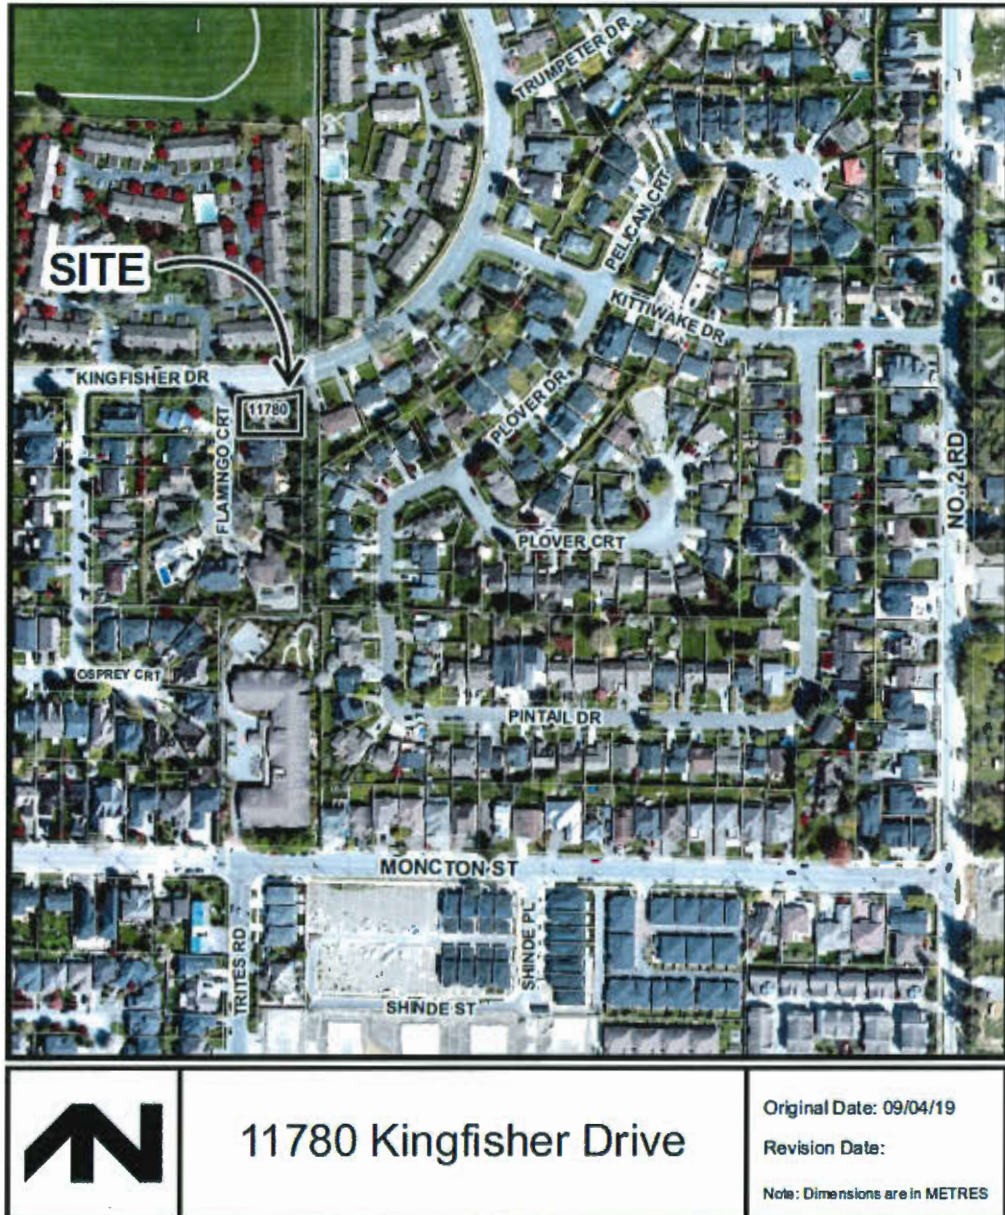 TRUMPETER DR.
PELICAN CRT
SITE
KITTIWAKE DR.
KINGFISHER DR
11780
FLAMINGO CRT
PLOVER DR.
NO. 2 RD
PLOVER CRT
OSPREY CRT
PINTAIL DR
MONCTON ST
TRITES RD
SHINDE PL
SHINDE ST
N
11780 Kingfisher Drive
Original Date: 09/04/19
Revision Date:
Note: Dimensions are in METRES